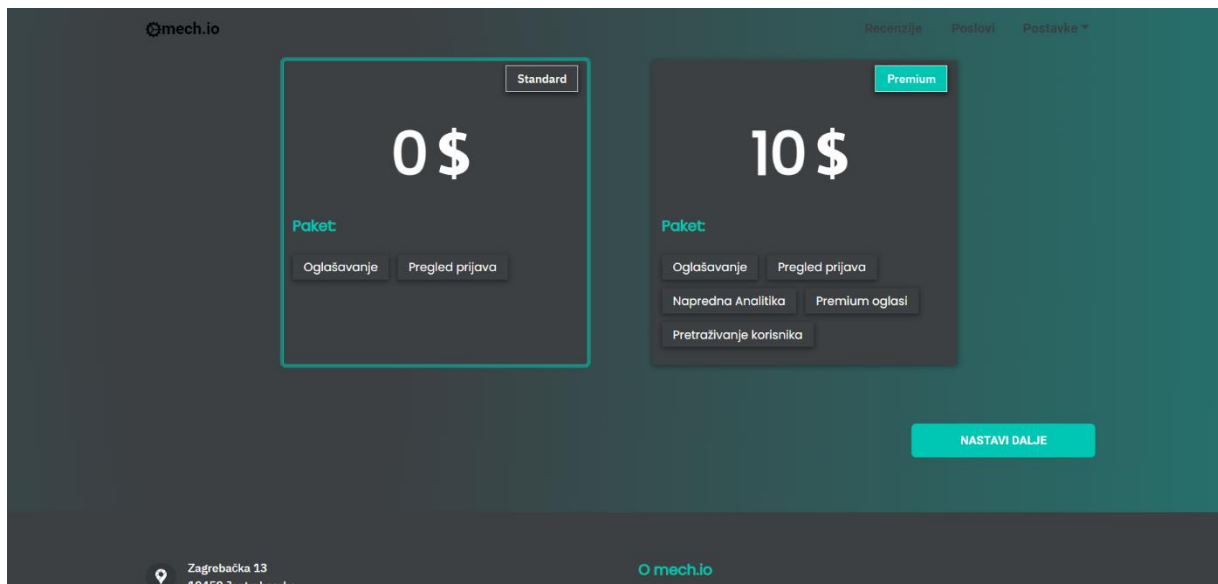 mech.io
Recenzije Poslovi Postavke
Standard
0 $
Paket:
Oglašavanje Pregled prijava
Premium
10 $
Paket:
Oglašavanje Pregled prijava
Napredna Analitika Premium oglasi
Pretraživanje korisnika
NASTAVI DALJE
Zagrebačka 13
O mech.io